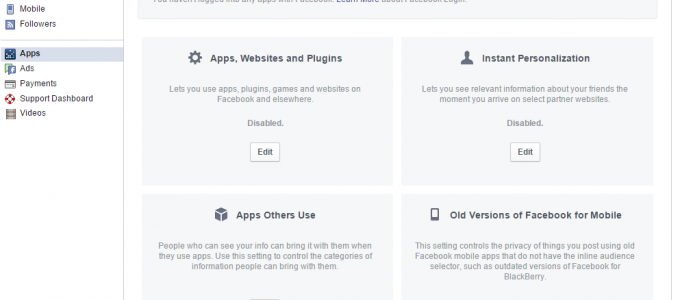 Mobile
Followers
Apps
Ads
Payments
Support Dashboard
Videos
You haven't logged into any apps with Facebook. Learn More about Facebook Login.
Apps, Websites and Plugins
Lets you use apps, plugins, games and websites on
Facebook and elsewhere.
Disabled.
Edit
Instant Personalization
Lets you see relevant information about your friends the
moment you arrive on select partner websites.
Disabled.
Edit
Apps Others Use
People who can see your info can bring it with them when
they use apps. Use this setting to control the categories of
information people can bring with them.
Old Versions of Facebook for Mobile
This setting controls the privacy of things you post using old
Facebook mobile apps that do not have the inline audience
selector, such as outdated versions of Facebook for
BlackBerry.